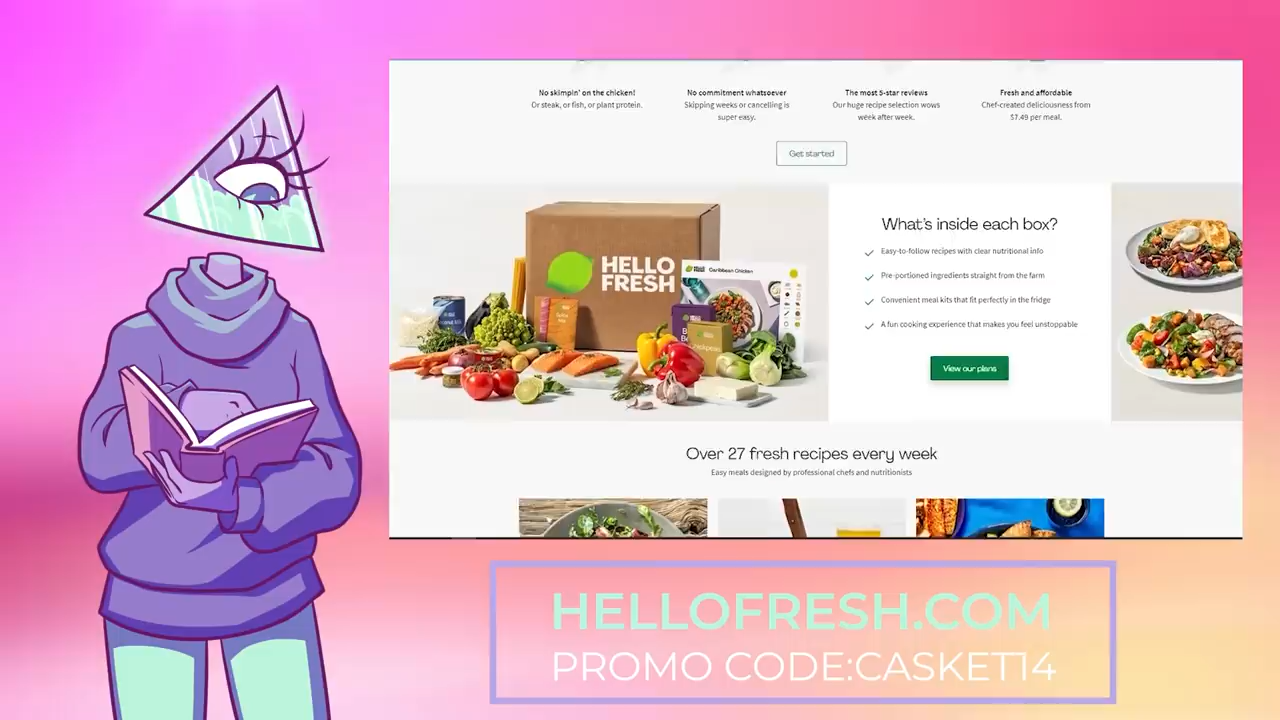 No skimpin' on the chicken!
Or steak, or fish, or plant protein.
No commitment whatsoever
Skipping weeks or cancelling is
super easy.
The most 5-star reviews
Our huge recipe selection wows
week after week.
Fresh and affordable
Chef-created deliciousness from
$7.49 per meal.
Get started
HELLO
FRESH
Caribbean Chicken
What's inside each box?
Easy-to-follow recipes with clear nutritional info
Pre-portioned ingredients straight from the farm
Convenient meal kits that fit perfectly in the fridge
A fun cooking experience that makes you feel unstoppable
View our plans
Over 27 fresh recipes every week
Easy meals designed by professional chefs and nutritionists
HELLOFRESH.COM
PROMO CODE:CASKET14